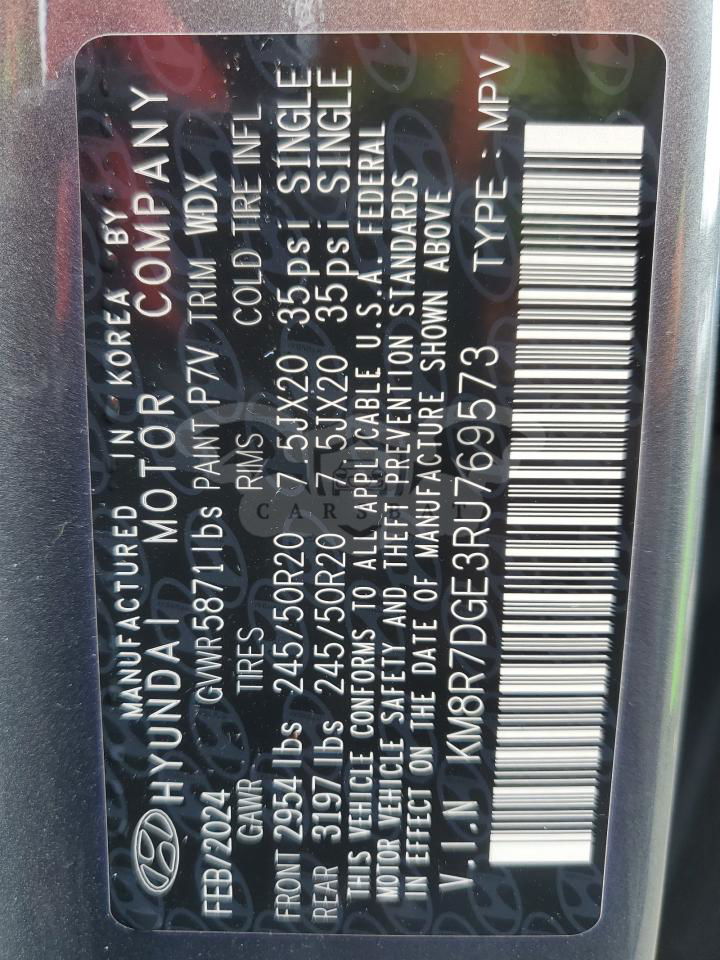 MANUFACTURED IN KOREA BY
HYUNDAI MOTOR COMPANY
FEB/2024 GVWR 5871lbs PAINT P7V TRIM WDX
GAWR TIRES RIMS COLD TIRE INFL
FRONT 2954 lbs 245/50R20 7.5JX20 35psi SINGLE
REAR 3197 lbs 245/50R20 7.5JX20 35psi SINGLE
THIS VEHICLE CONFORMS TO ALL APPLICABLE U.S.A. FEDERAL
MOTOR VEHICLE SAFETY AND THEFT PREVENTION STANDARDS
IN EFFECT ON THE DATE OF MANUFACTURE SHOWN ABOVE
V.I.N KM8R7DGE3RU769573 TYPE : MPV
CARSBAT